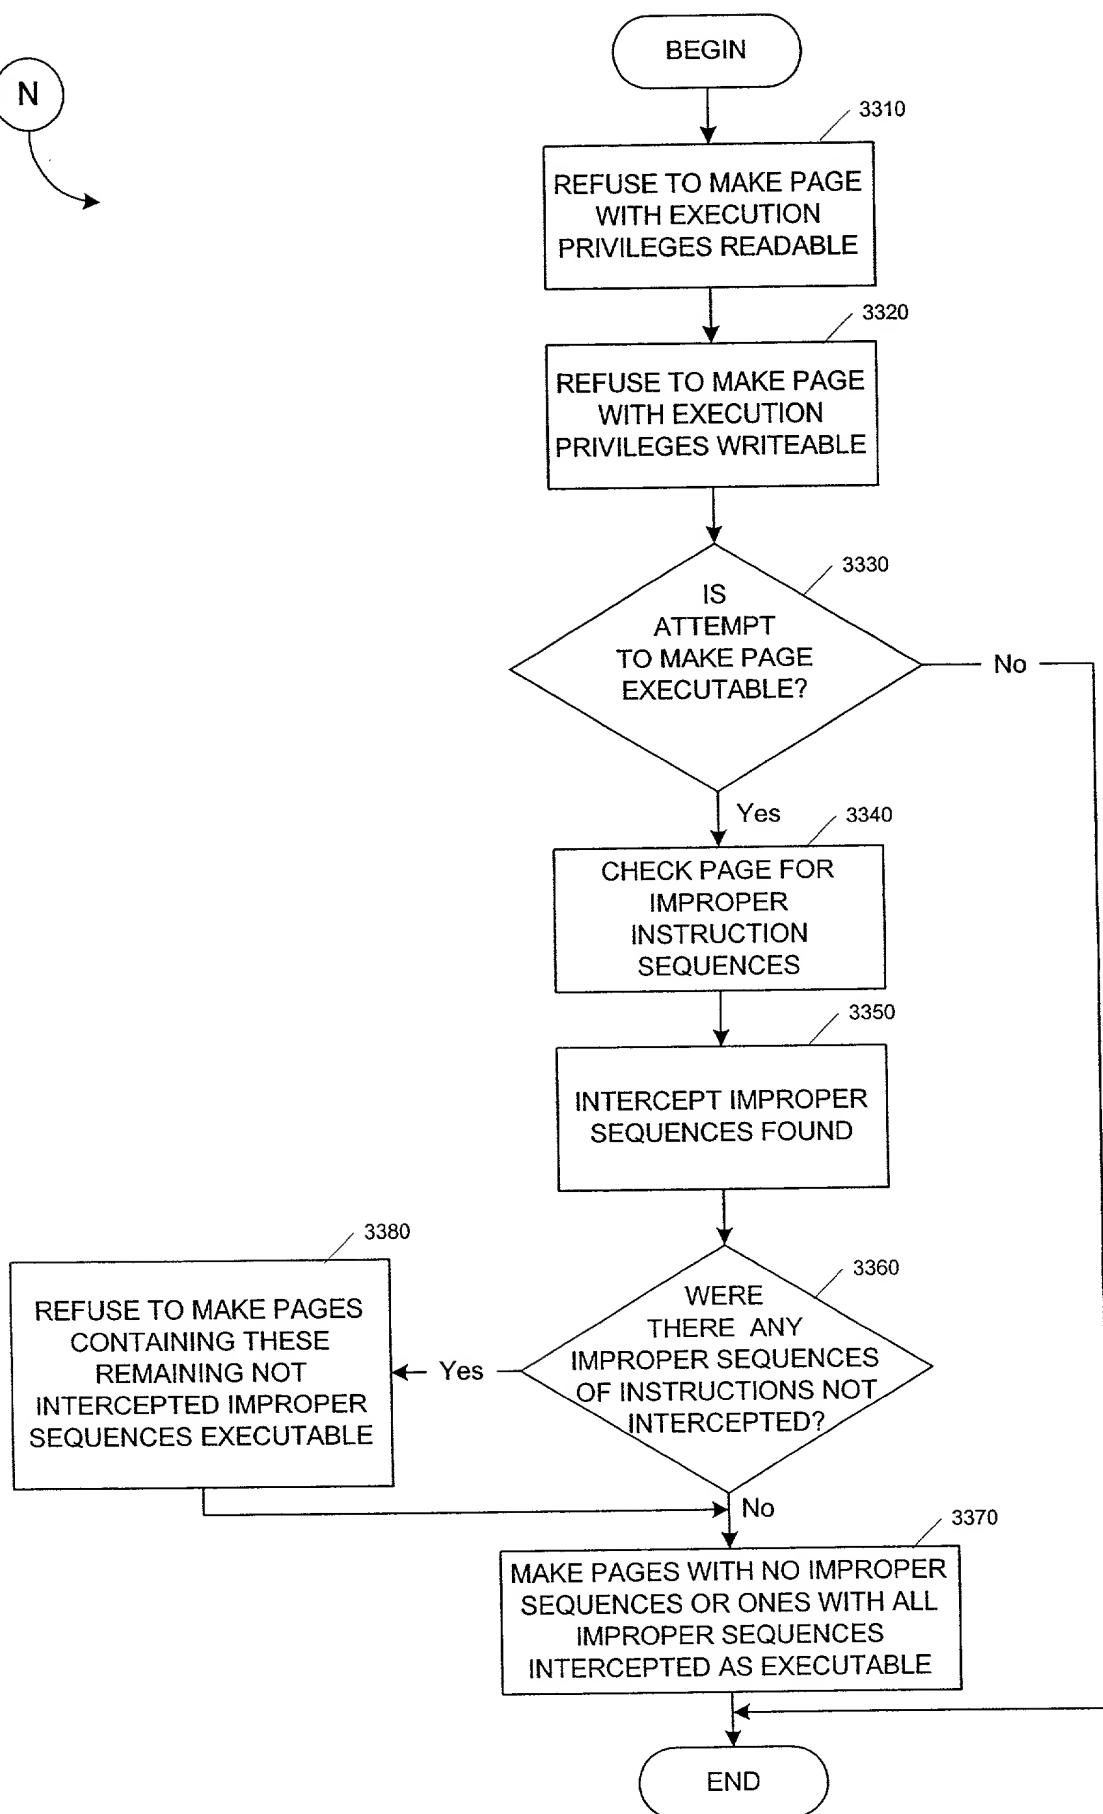 N
BEGIN
3310
REFUSE TO MAKE PAGE
WITH EXECUTION
PRIVILEGES READABLE
3320
REFUSE TO MAKE PAGE
WITH EXECUTION
PRIVILEGES WRITEABLE
3330
IS
ATTEMPT
TO MAKE PAGE
EXECUTABLE?
No
Yes
3340
CHECK PAGE FOR
IMPROPER
INSTRUCTION
SEQUENCES
3350
INTERCEPT IMPROPER
SEQUENCES FOUND
3360
WERE
THERE ANY
IMPROPER SEQUENCES
OF INSTRUCTIONS NOT
INTERCEPTED?
Yes
3380
REFUSE TO MAKE PAGES
CONTAINING THESE
REMAINING NOT
INTERCEPTED IMPROPER
SEQUENCES EXECUTABLE
No
3370
MAKE PAGES WITH NO IMPROPER
SEQUENCES OR ONES WITH ALL
IMPROPER SEQUENCES
INTERCEPTED AS EXECUTABLE
END